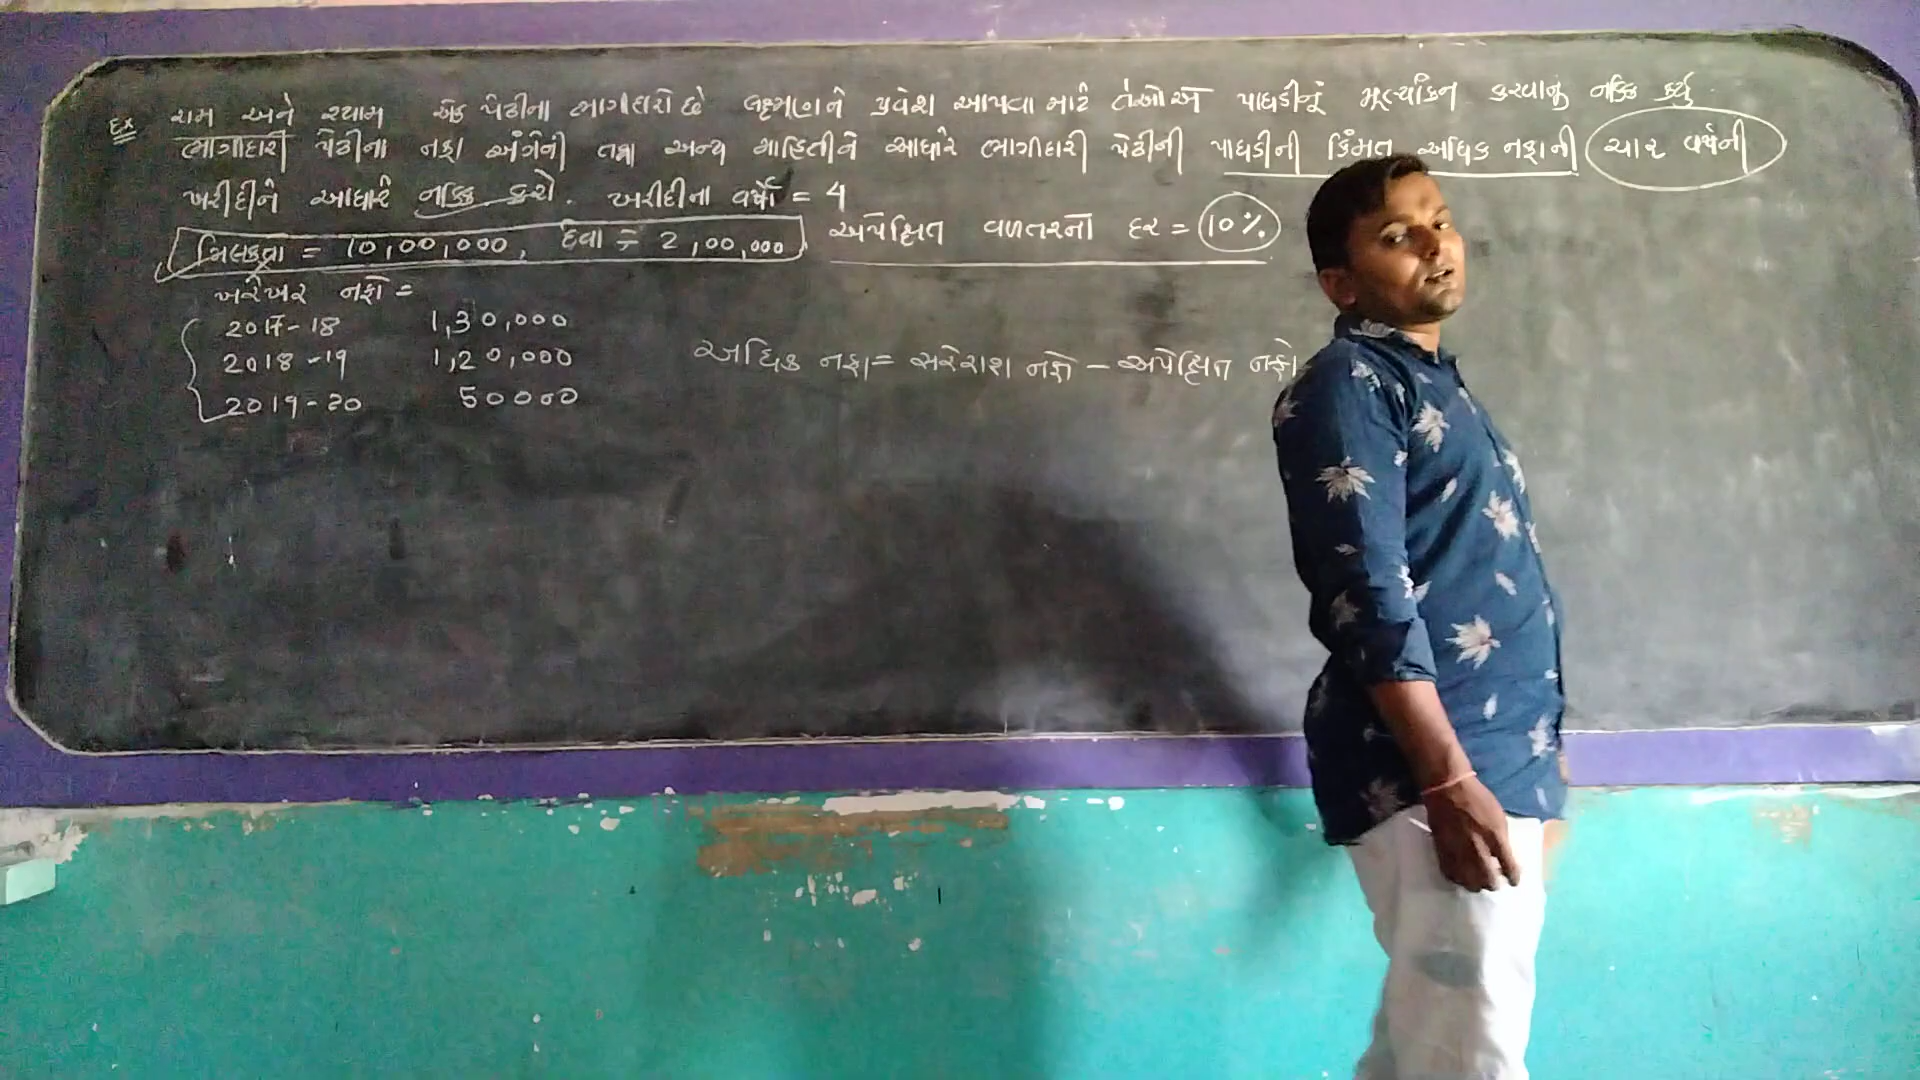 Ex રામ અને શ્યામ એક પેઢીના ભાગીદારો છે લક્ષ્મણને પ્રવેશ આપવા માટે તેઓએ પાઘડીનું મૂલ્યાંકન કરવાનું નક્કિ કર્યુ.
ભાગીદારી પેઢીના નફા અંગેની તથા અન્ય માહિતીને આધારે ભાગીદારી પેઢીની પાઘડીની કિંમત અધિક નફાની ચાર વર્ષની
ખરીદીને આધારે નક્કિ કરો. ખરીદીના વર્ષો = 4
મિલકતો = 10,00,000, દેવા = 2,00,000 અપેક્ષિત વળતરનો દર = 10%
ખરેખર નફો =
2017-18 1,30,000
2018-19 1,20,000
2019-20 50000
અધિક નફા = સરેરાશ નફો - અપેક્ષિત નફો